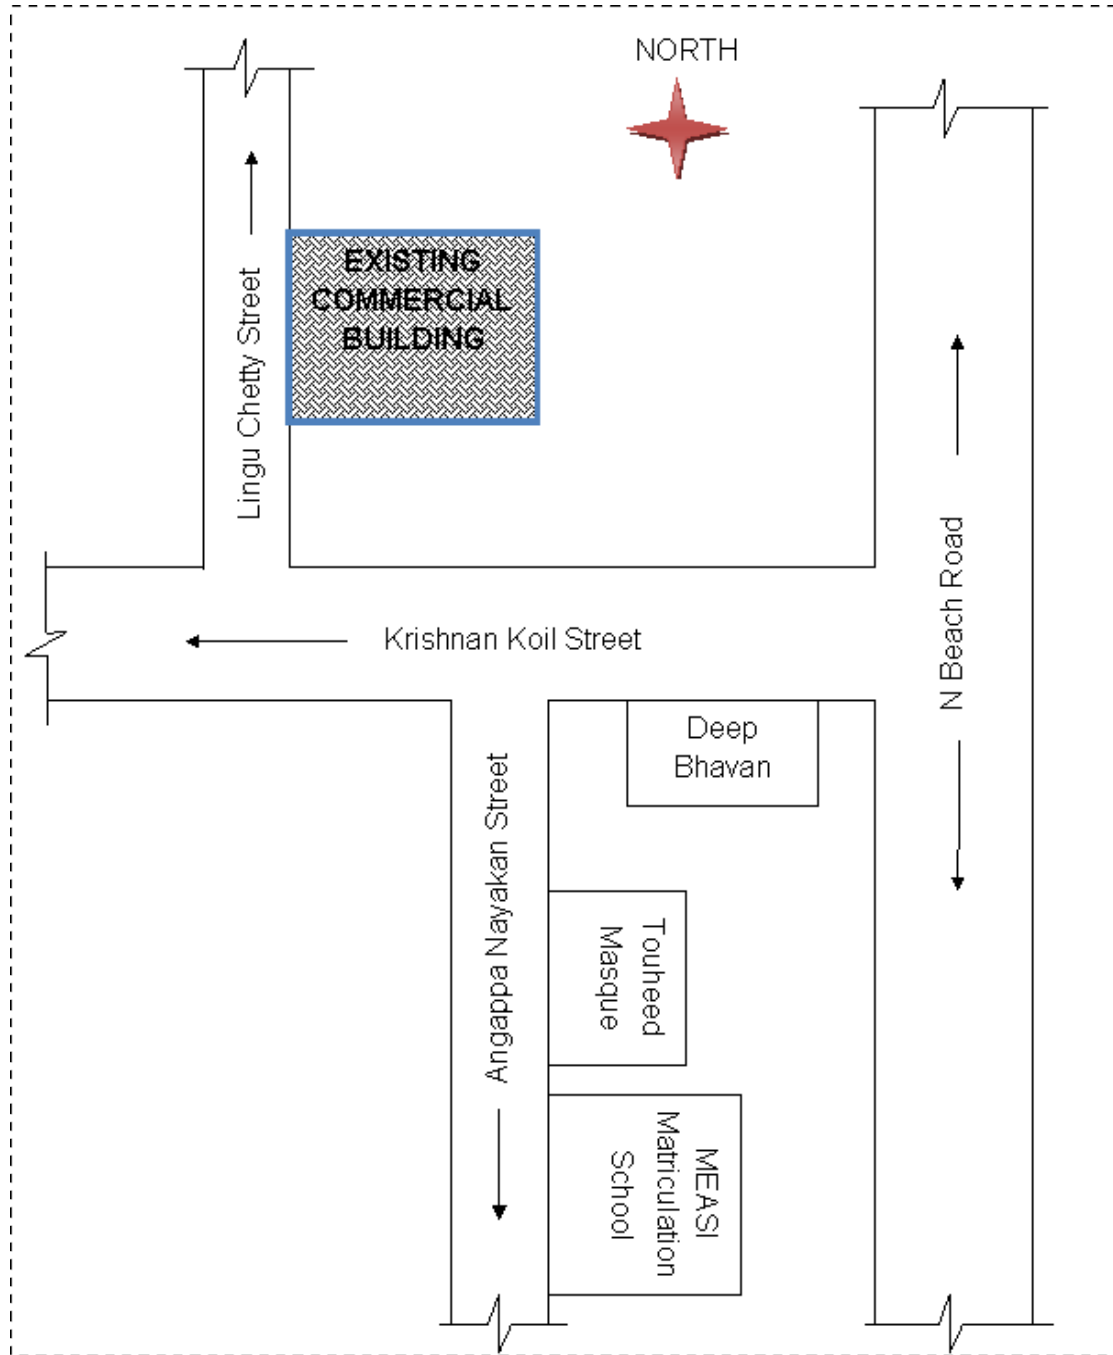 NORTH
EXISTING
COMMERCIAL
BUILDING
Lingu Chetty Street
N Beach Road
Krishnan Koil Street
Deep
Bhavan
Angappa Nayakan Street
Touheed
Masque
MEASI
Matriculation
School